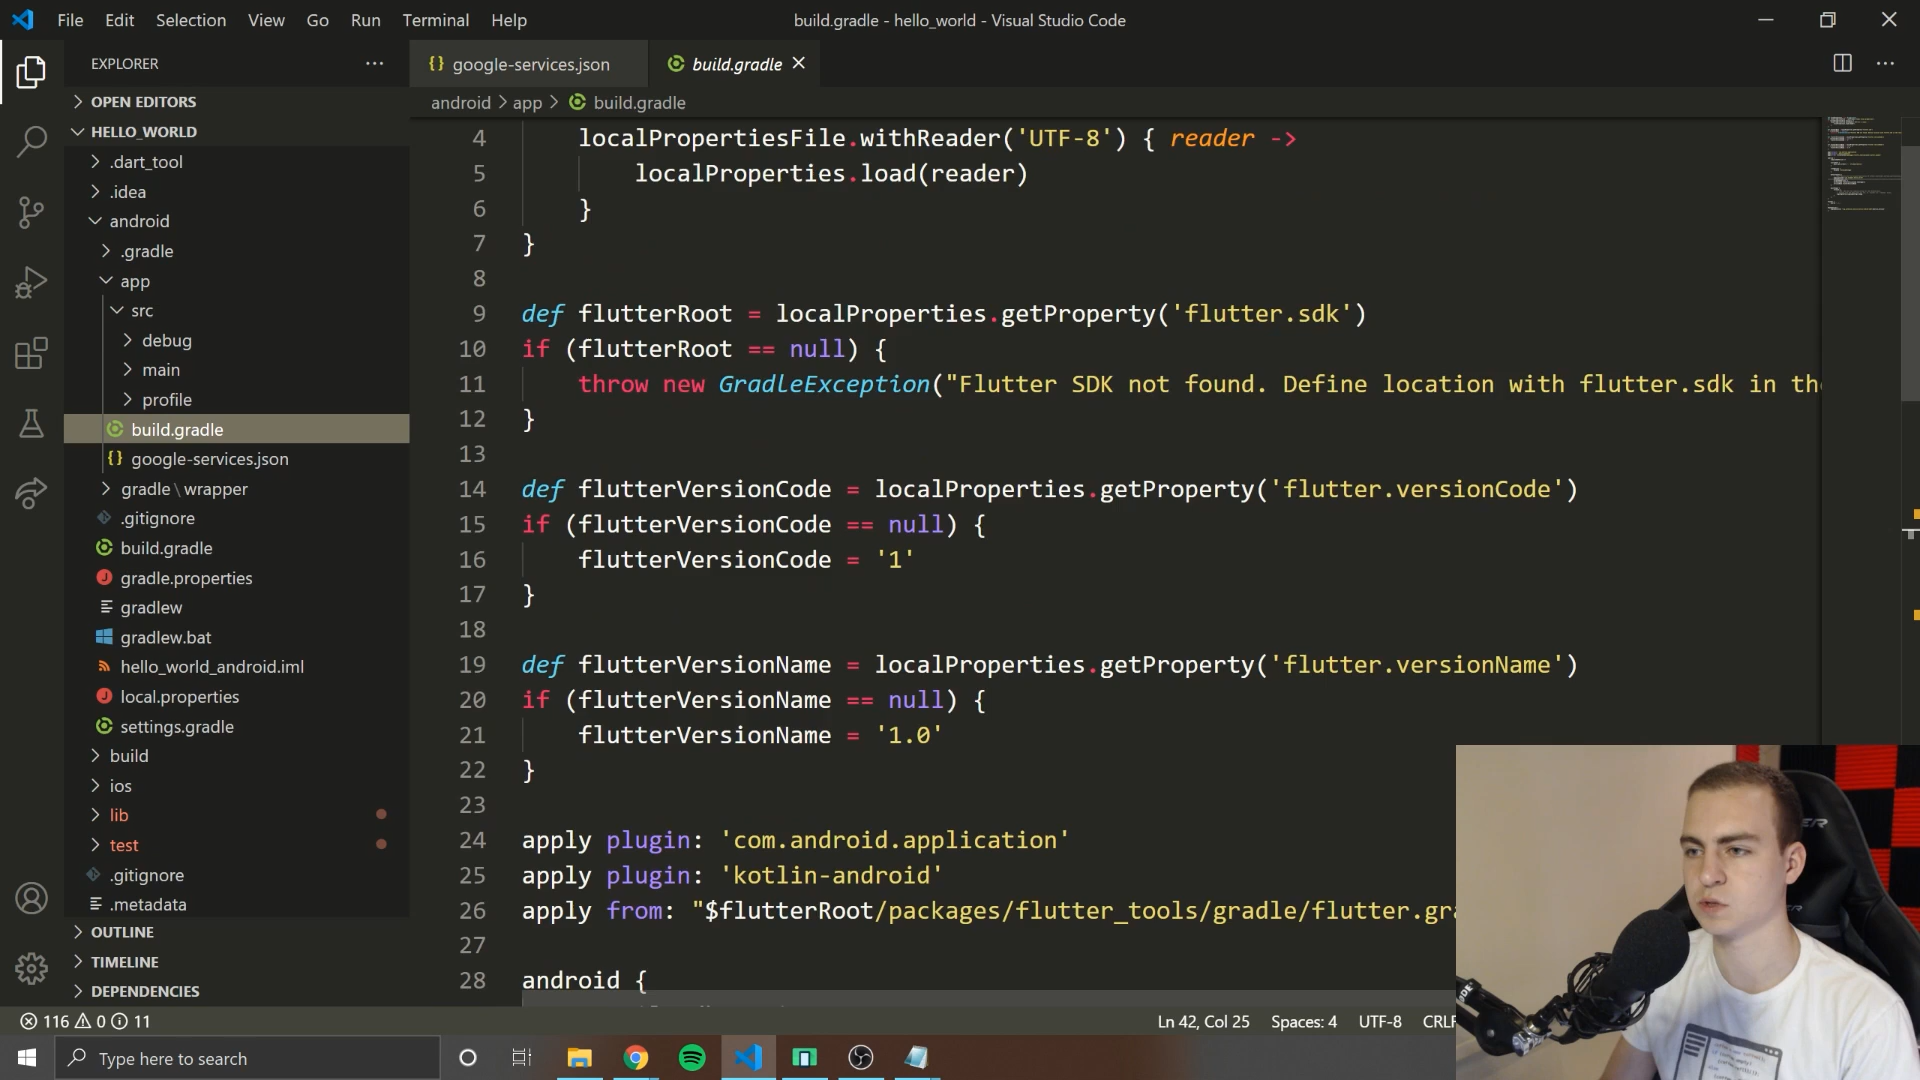 File Edit Selection View Go Run Terminal Help
build.gradle - hello_world - Visual Studio Code
EXPLORER
OPEN EDITORS
HELLO_WORLD
.dart_tool
.idea
android
.gradle
app
src
debug
main
profile
build.gradle
google-services.json
gradle\wrapper
.gitignore
build.gradle
gradle.properties
gradlew
gradlew.bat
hello_world_android.iml
local.properties
settings.gradle
build
ios
lib
test
.gitignore
.metadata
OUTLINE
TIMELINE
DEPENDENCIES
google-services.json build.gradle
android > app > build.gradle
4 localPropertiesFile.withReader('UTF-8') { reader ->
5 localProperties.load(reader)
6 }
7 }
8
9 def flutterRoot = localProperties.getProperty('flutter.sdk')
10 if (flutterRoot == null) {
11 throw new GradleException("Flutter SDK not found. Define location with flutter.sdk in the
12 }
13
14 def flutterVersionCode = localProperties.getProperty('flutter.versionCode')
15 if (flutterVersionCode == null) {
16 flutterVersionCode = '1'
17 }
18
19 def flutterVersionName = localProperties.getProperty('flutter.versionName')
20 if (flutterVersionName == null) {
21 flutterVersionName = '1.0'
22 }
23
24 apply plugin: 'com.android.application'
25 apply plugin: 'kotlin-android'
26 apply from: "$flutterRoot/packages/flutter_tools/gradle/flutter.gra
27
28 android {
116 0 11
Ln 42, Col 25 Spaces: 4 UTF-8 CRLF
Type here to search